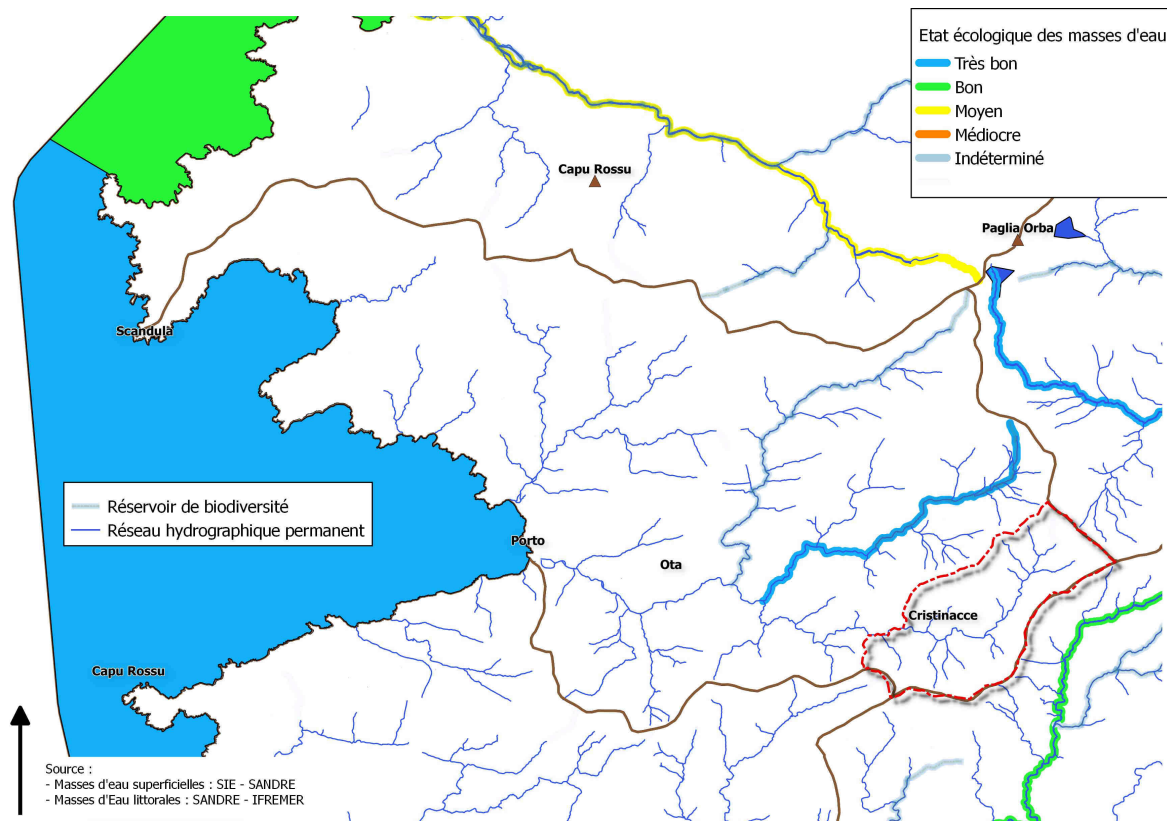 Etat écologique des masses d'eau
Très bon
Bon
Moyen
Médiocre
Indéterminé
Capu Rossu
Paglia Orba
Scandula
Réservoir de biodiversité
Réseau hydrographique permanent
Porto
Ota
Cristinacce
Capu Rossu
Source :
- Masses d'eau superficielles : SIE - SANDRE
- Masses d'Eau littorales : SANDRE - IFREMER